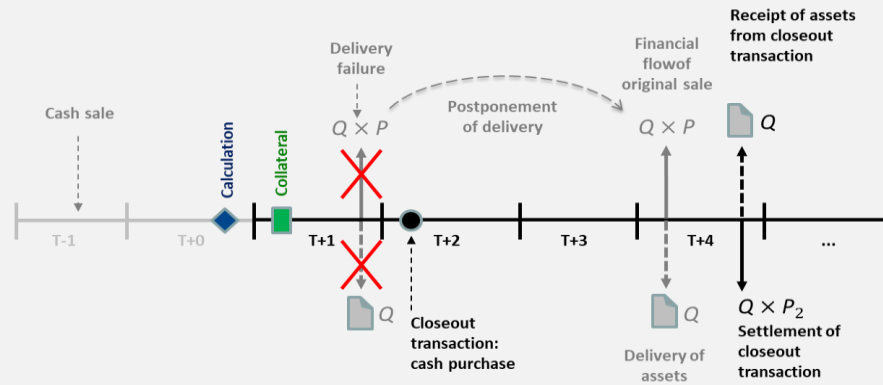 Receipt of assets
from closeout
transaction
Delivery
failure
Financial
flowof
original sale
Cash sale
Postponement
of delivery
Q × P
Q × P
Q
Calculation
Collateral
T-1
T+0
T+1
T+2
T+3
T+4
...
Q
Closeout
transaction:
cash purchase
Q
Delivery of
assets
Q × P₂
Settlement of
closeout
transaction